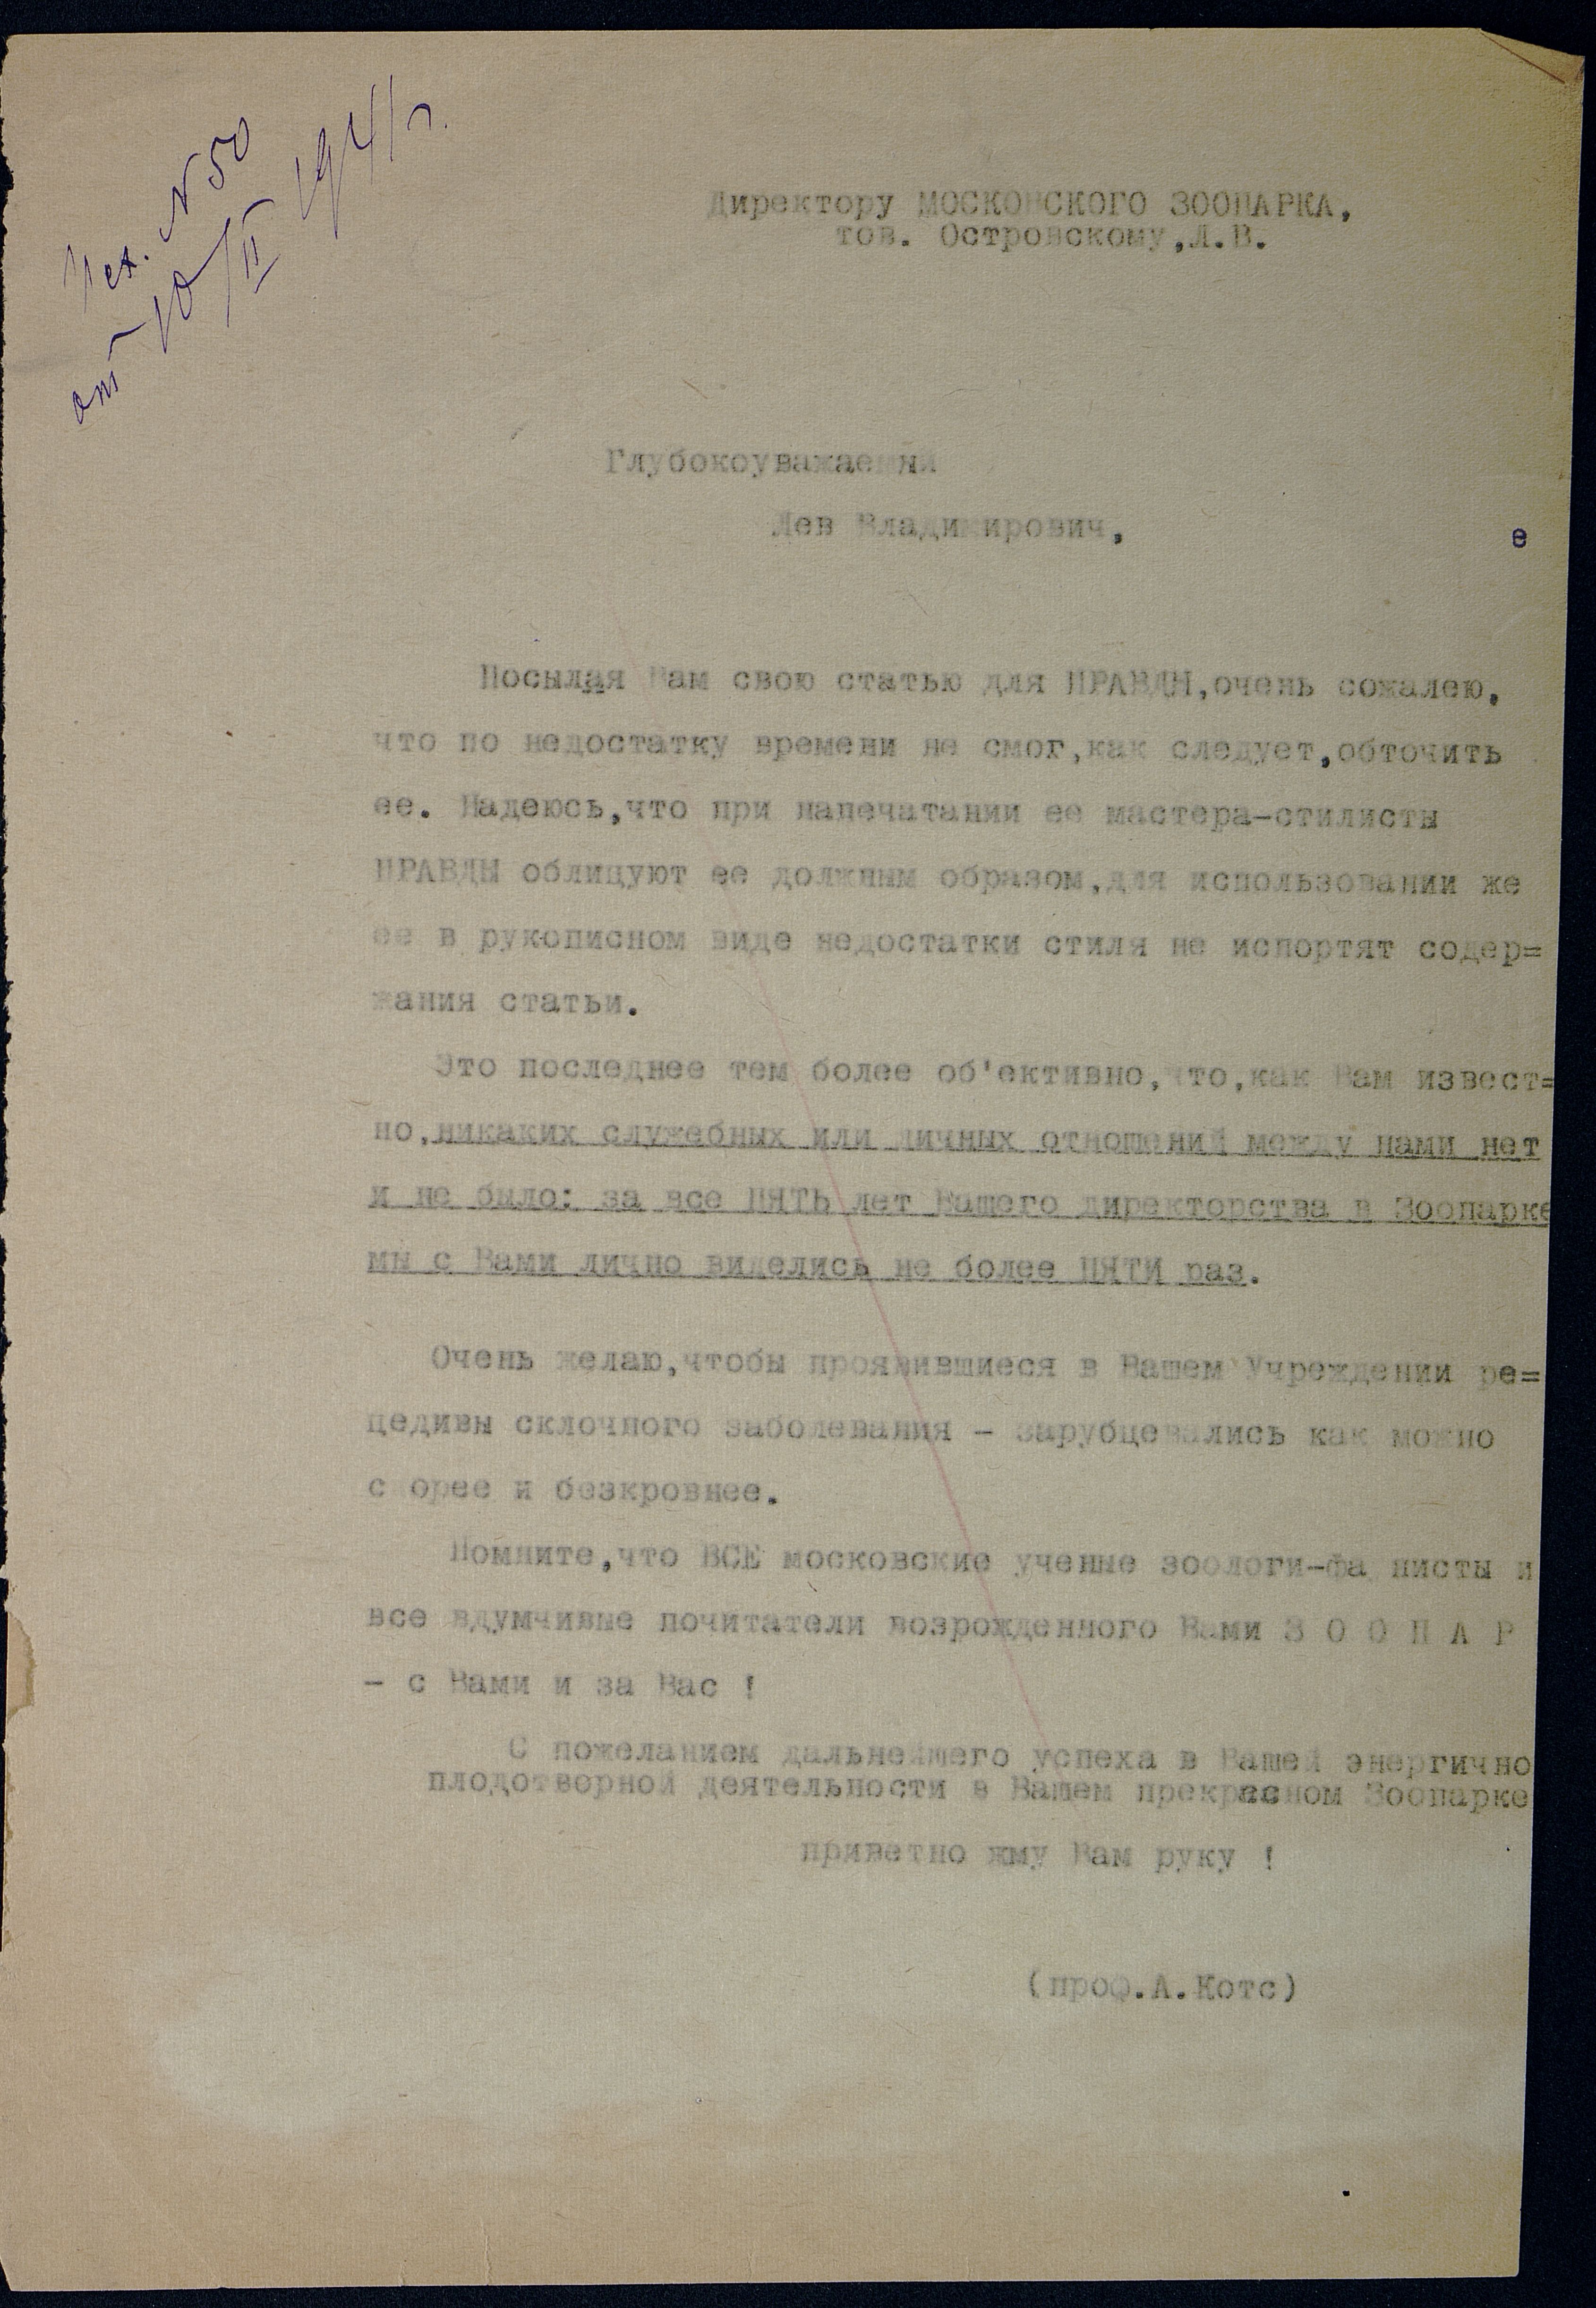 Исх. №50
от 10/II 1941 г.
Директору МОСКОВСКОГО ЗООПАРКА,
тов. Островскому,Л.В.
Глубокоуважаемый
Лев Владимирович,
е
Посылая Вам свою статью для ПРАВДЫ,очень сожалею,
что по недостатку времени не смог,как следует,обточить
ее. Надеюсь,что при напечатании ее мастера-стилисты
ПРАВДЫ облицуют ее должным образом,для использовании же
ее в рукописном виде недостатки стиля не испортят содер=
жания статьи.
Это последнее тем более об'ективно,что,как Вам извест=
но,никаких служебных или личных отношений между нами нет
и не было: за все ПЯТЬ лет Вашего директорства в Зоопарке
мы с Вами лично виделись не более ПЯТИ раз.
Очень желаю,чтобы проявившиеся в Вашем Учреждении ре=
цедивы склочного заболевания - зарубцевались как можно
скорее и безкровнее.
Помните,что ВСЕ московские ученые зоологи-фаунисты и
все вдумчивые почитатели возрожденного Вами З О О П А Р
- с Вами и за Вас !
С пожеланием дальнейшего успеха в Вашей энергично
плодотворной деятельности в Вашем прекрасном Зоопарке
приветно жму Вам руку !
(проф.А.Котс)